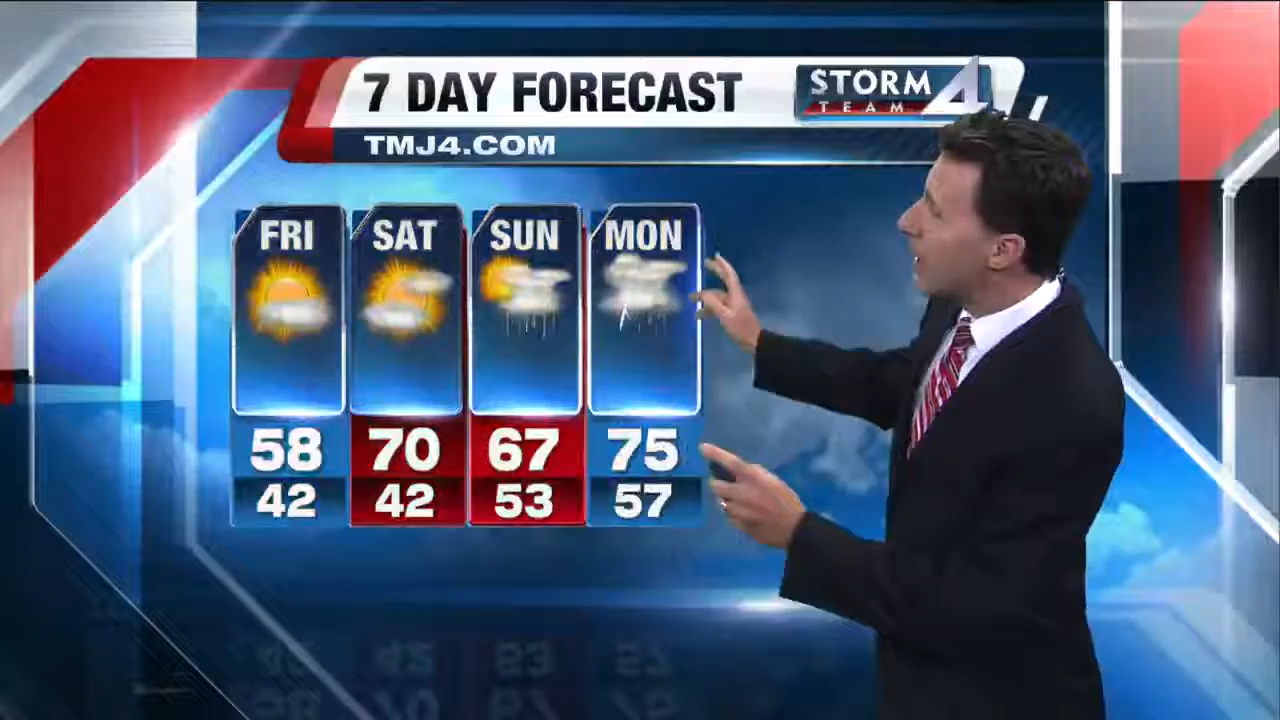 7 DAY FORECAST
STORM 4
TEAM
TMJ4.COM
FRI SAT SUN MON
58 70 67 75
42 42 53 57